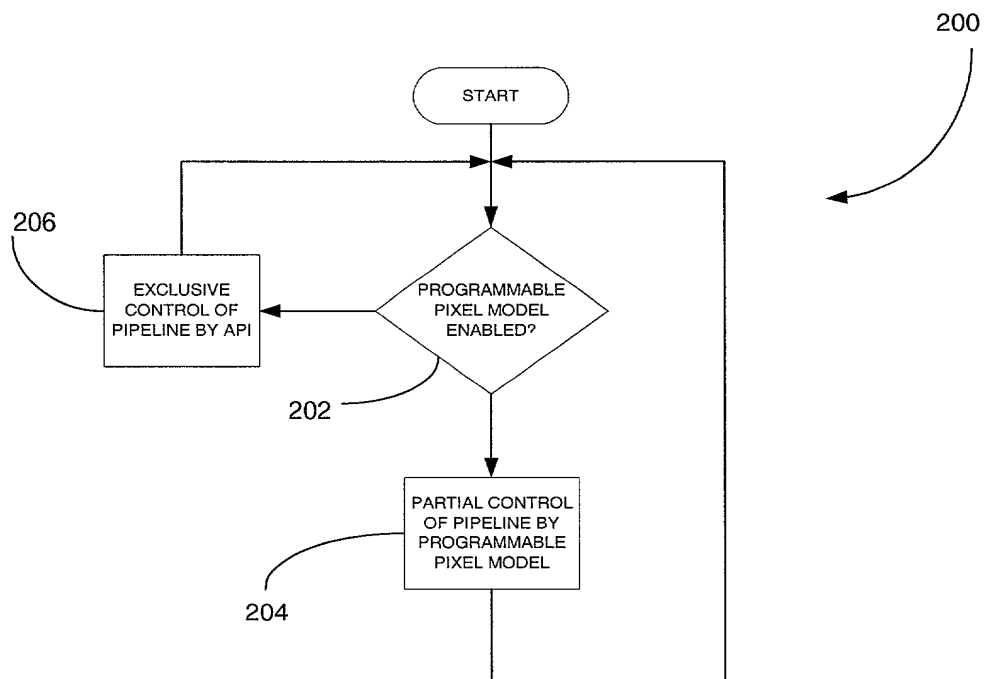 200
START
206
EXCLUSIVE
CONTROL OF
PIPELINE BY API
PROGRAMMABLE
PIXEL MODEL
ENABLED?
202
PARTIAL CONTROL
OF PIPELINE BY
PROGRAMMABLE
PIXEL MODEL
204